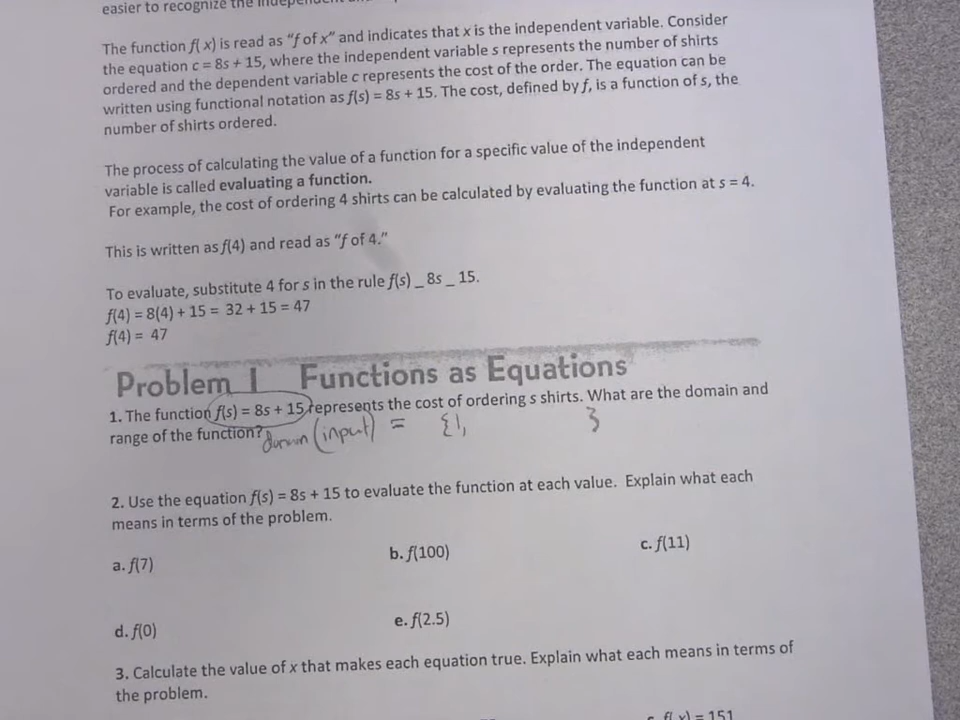 easier to recognize the
The function f(x) is read as "f of x" and indicates that x is the independent variable. Consider
the equation c = 8s + 15, where the independent variable s represents the number of shirts
ordered and the dependent variable c represents the cost of the order. The equation can be
written using functional notation as f(s) = 8s + 15. The cost, defined by f, is a function of s, the
number of shirts ordered.
The process of calculating the value of a function for a specific value of the independent
variable is called evaluating a function.
For example, the cost of ordering 4 shirts can be calculated by evaluating the function at s = 4.
This is written as f(4) and read as "f of 4."
To evaluate, substitute 4 for s in the rule f(s) _ 8s _ 15.
f(4) = 8(4) + 15 = 32 + 15 = 47
f(4) = 47
Problem 1 Functions as Equations
1. The function f(s) = 8s + 15 represents the cost of ordering s shirts. What are the domain and
range of the function?
(input) = {1, }
2. Use the equation f(s) = 8s + 15 to evaluate the function at each value. Explain what each
means in terms of the problem.
a. f(7) b. f(100) c. f(11)
d. f(0) e. f(2.5)
3. Calculate the value of x that makes each equation true. Explain what each means in terms of
the problem.
f(x) = 151